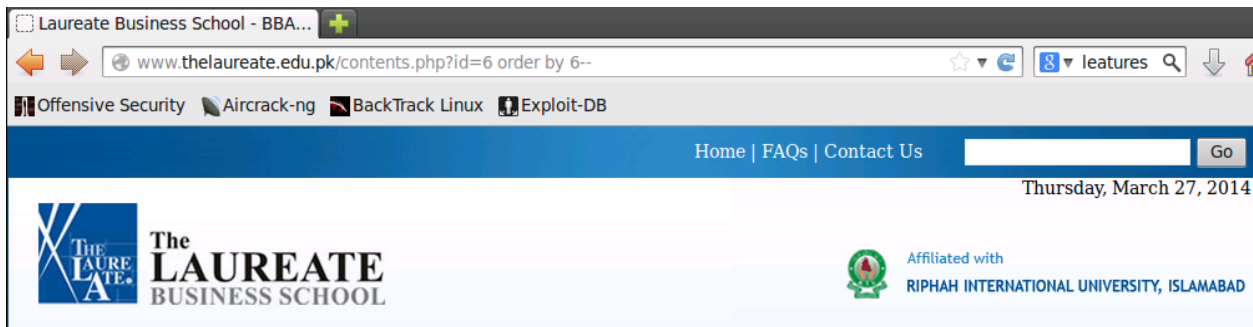 Laureate Business School - BBA...
www.thelaureate.edu.pk/contents.php?id=6 order by 6--
8 leatures
Offensive Security Aircrack-ng BackTrack Linux Exploit-DB
Home | FAQs | Contact Us Go
Thursday, March 27, 2014
THE LAURE ATE.
The
LAUREATE
BUSINESS SCHOOL
Affiliated with
RIPHAH INTERNATIONAL UNIVERSITY, ISLAMABAD